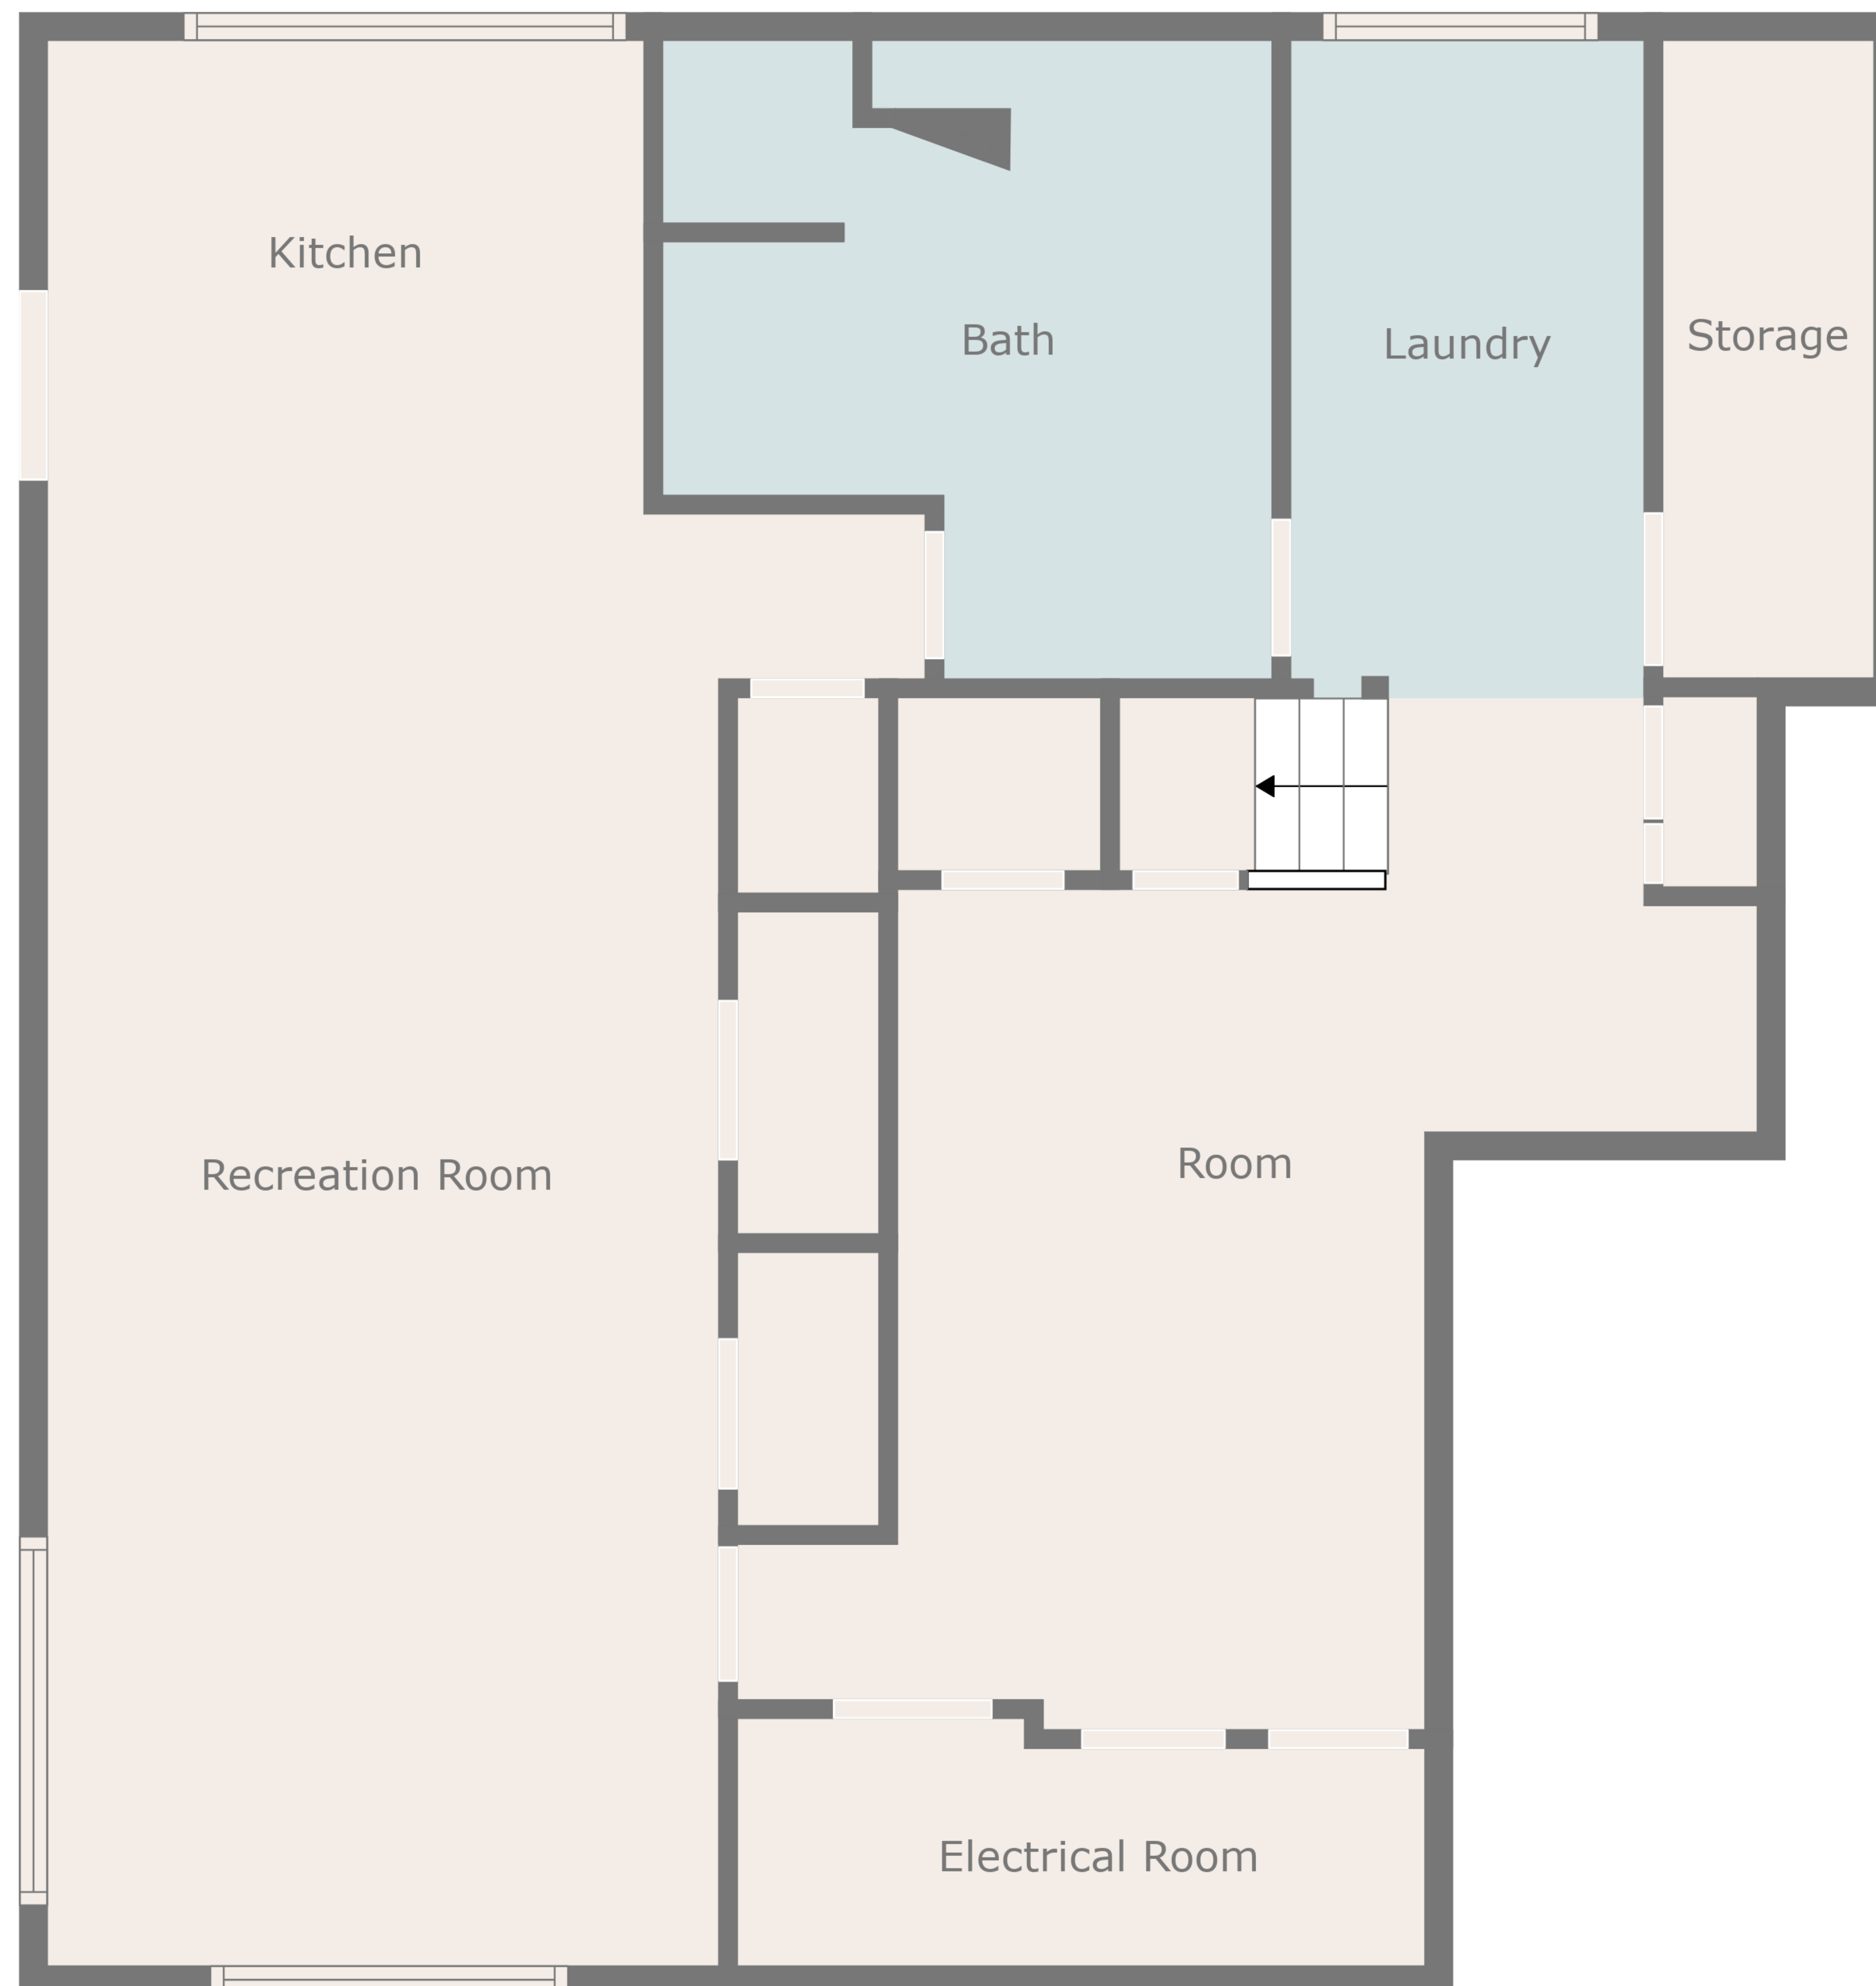 Kitchen
Bath
Laundry
Storage
Recreation Room
Room
Electrical Room